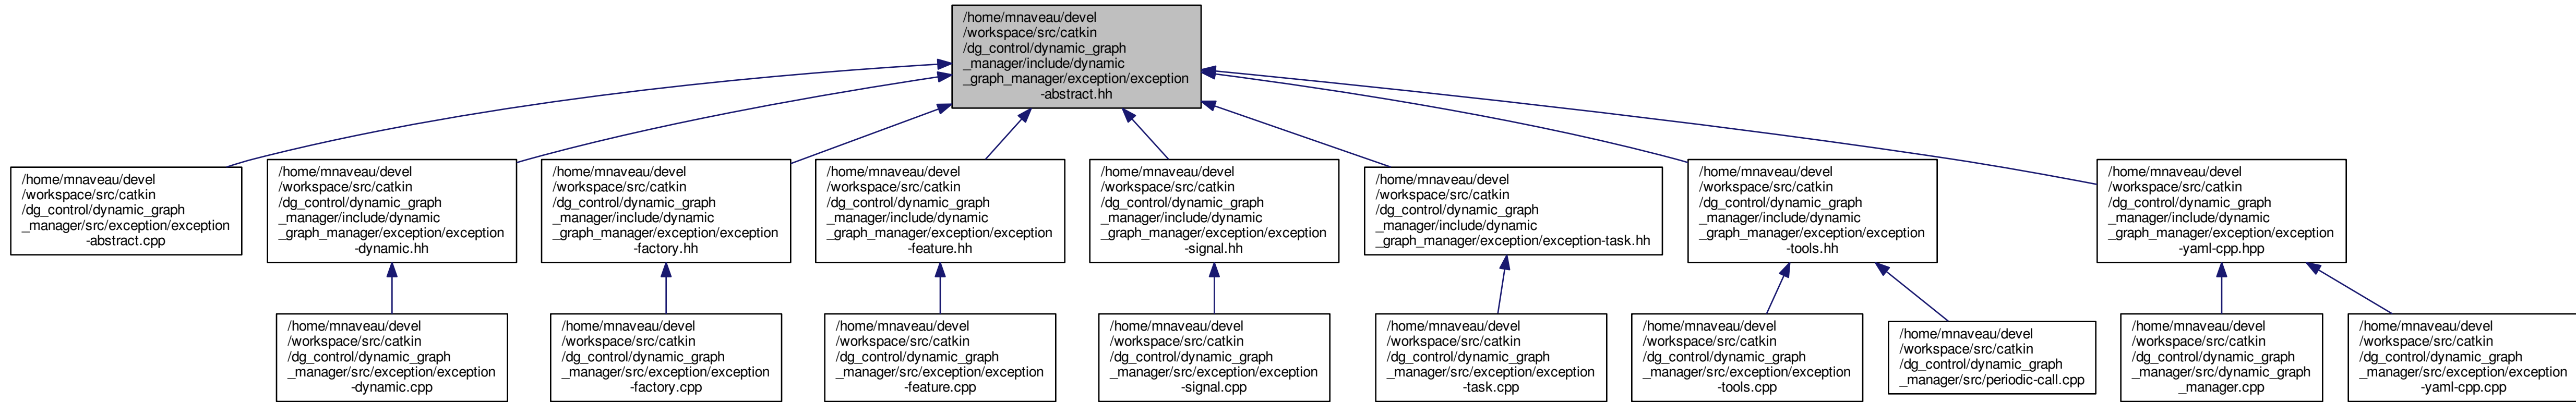 /home/mnaveau/devel
/workspace/src/catkin
/dg_control/dynamic_graph
_manager/include/dynamic
_graph_manager/exception/exception
-abstract.hh
/home/mnaveau/devel
/workspace/src/catkin
/dg_control/dynamic_graph
_manager/src/exception/exception
-abstract.cpp
/home/mnaveau/devel
/workspace/src/catkin
/dg_control/dynamic_graph
_manager/include/dynamic
_graph_manager/exception/exception
-dynamic.hh
/home/mnaveau/devel
/workspace/src/catkin
/dg_control/dynamic_graph
_manager/include/dynamic
_graph_manager/exception/exception
-factory.hh
/home/mnaveau/devel
/workspace/src/catkin
/dg_control/dynamic_graph
_manager/include/dynamic
_graph_manager/exception/exception
-feature.hh
/home/mnaveau/devel
/workspace/src/catkin
/dg_control/dynamic_graph
_manager/include/dynamic
_graph_manager/exception/exception
-signal.hh
/home/mnaveau/devel
/workspace/src/catkin
/dg_control/dynamic_graph
_manager/include/dynamic
_graph_manager/exception/exception-task.hh
/home/mnaveau/devel
/workspace/src/catkin
/dg_control/dynamic_graph
_manager/include/dynamic
_graph_manager/exception/exception
-tools.hh
/home/mnaveau/devel
/workspace/src/catkin
/dg_control/dynamic_graph
_manager/include/dynamic
_graph_manager/exception/exception
-yaml-cpp.hpp
/home/mnaveau/devel
/workspace/src/catkin
/dg_control/dynamic_graph
_manager/src/exception/exception
-dynamic.cpp
/home/mnaveau/devel
/workspace/src/catkin
/dg_control/dynamic_graph
_manager/src/exception/exception
-factory.cpp
/home/mnaveau/devel
/workspace/src/catkin
/dg_control/dynamic_graph
_manager/src/exception/exception
-feature.cpp
/home/mnaveau/devel
/workspace/src/catkin
/dg_control/dynamic_graph
_manager/src/exception/exception
-signal.cpp
/home/mnaveau/devel
/workspace/src/catkin
/dg_control/dynamic_graph
_manager/src/exception/exception
-task.cpp
/home/mnaveau/devel
/workspace/src/catkin
/dg_control/dynamic_graph
_manager/src/exception/exception
-tools.cpp
/home/mnaveau/devel
/workspace/src/catkin
/dg_control/dynamic_graph
_manager/src/periodic-call.cpp
/home/mnaveau/devel
/workspace/src/catkin
/dg_control/dynamic_graph
_manager/src/dynamic_graph
_manager.cpp
/home/mnaveau/devel
/workspace/src/catkin
/dg_control/dynamic_graph
_manager/src/exception/exception
-yaml-cpp.cpp